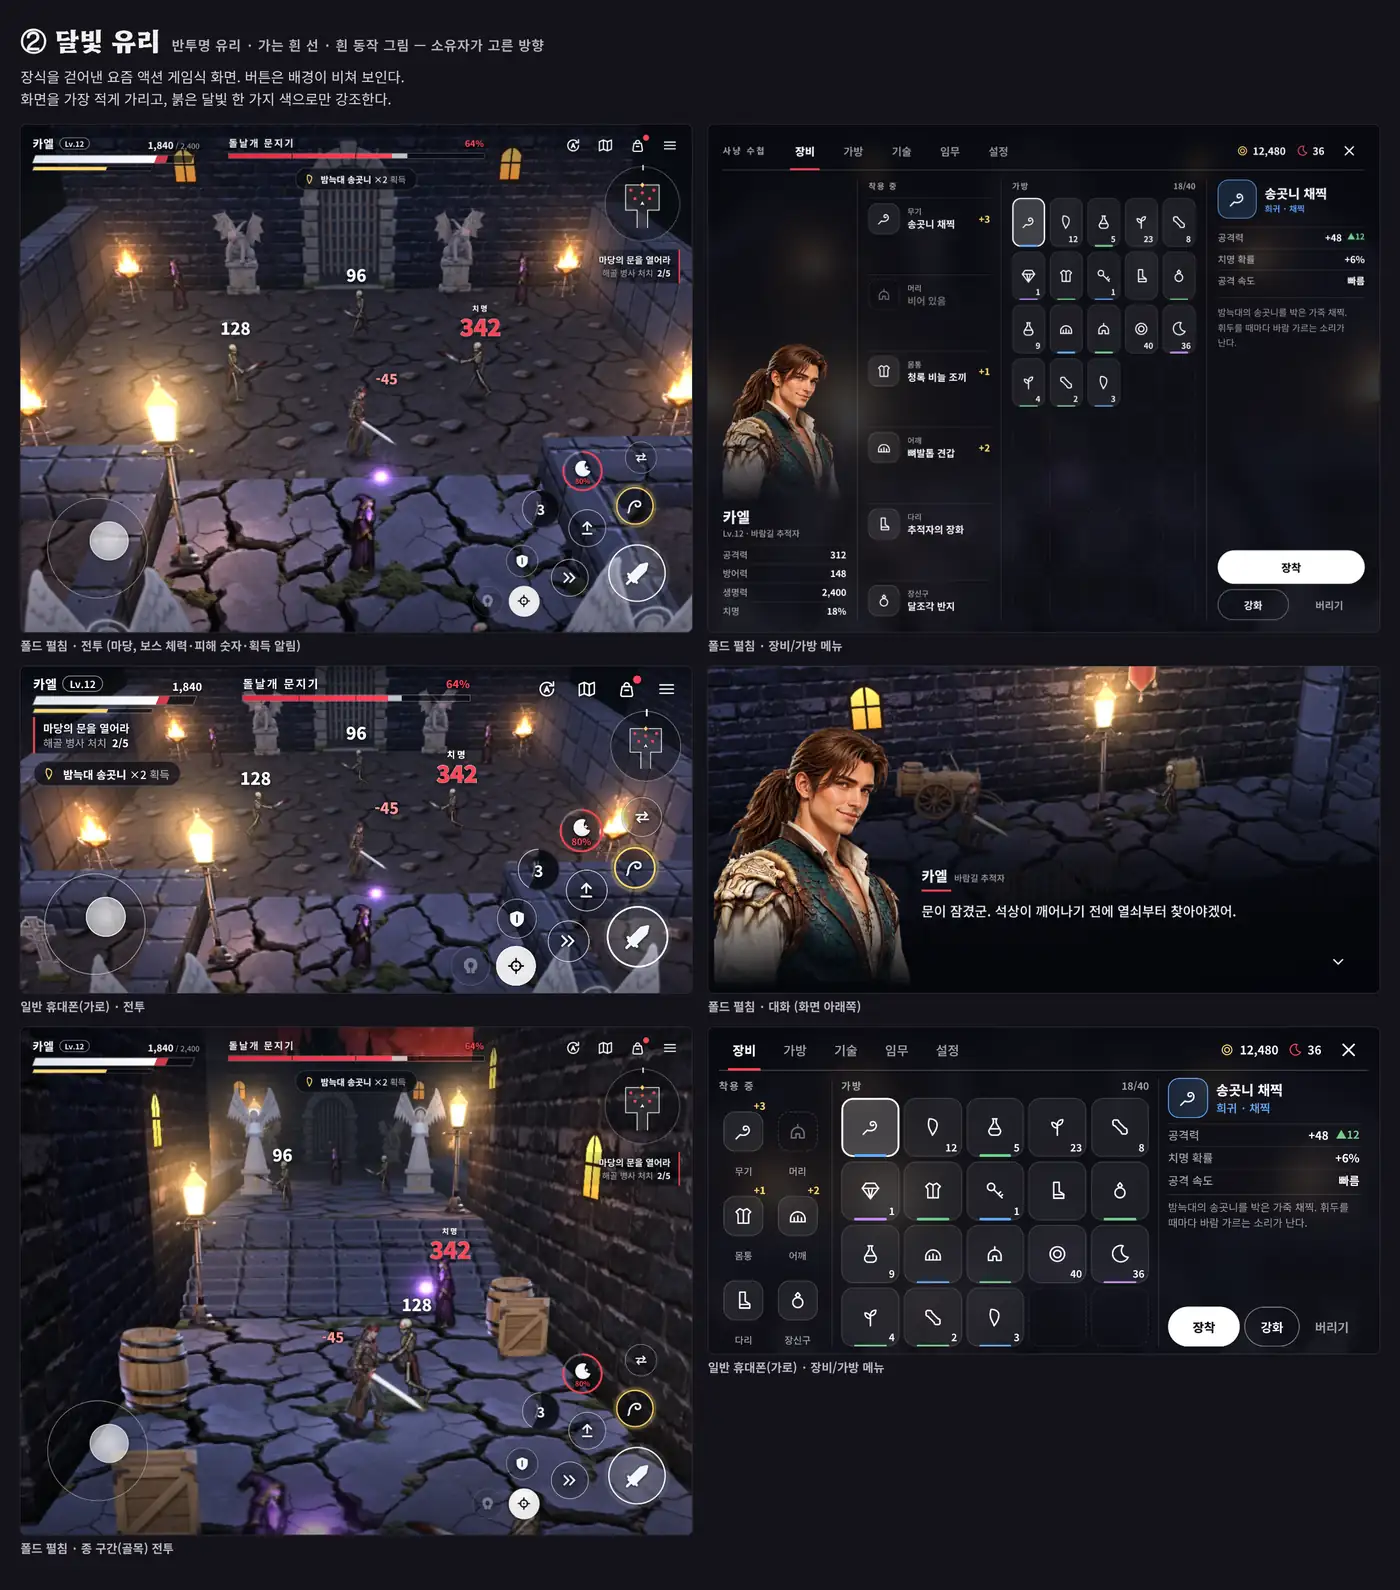 ② 달빛 유리 반투명 유리 · 가는 흰 선 · 흰 동작 그림 — 소유자가 고른 방향
장식을 걷어낸 요즘 액션 게임식 화면. 버튼은 배경이 비쳐 보인다.
화면을 가장 적게 가리고, 붉은 달빛 한 가지 색으로만 강조한다.
카엘 Lv.12 1,840 / 2,400
돌날개 문지기 64%
밤늑대 송곳니 ×2 획득
마당의 문을 열어라
해골 병사 처치 2/5
96
치명
342
128
-45
80%
3
폴드 펼침 · 전투 (마당, 보스 체력·피해 숫자·획득 알림)
사냥 수첩 장비 가방 기술 임무 설정 12,480 36
카엘
Lv.12 · 바람길 추적자
공격력 312
방어력 148
생명력 2,400
치명 18%
착용 중
무기
송곳니 채찍 +3
머리
비어 있음
몸통
청록 비늘 조끼 +1
어깨
뼈발톱 견갑 +2
다리
추적자의 장화
장신구
달조각 반지
가방 18/40
12 5 23 8
1 1
9 40 36
4 2 3
송곳니 채찍
희귀 · 채찍
공격력 +48 ▲12
치명 확률 +6%
공격 속도 빠름
밤늑대의 송곳니를 박은 가죽 채찍.
휘두를 때마다 바람 가르는 소리가
난다.
장착
강화 버리기
폴드 펼침 · 장비/가방 메뉴
카엘 Lv.12 1,840
돌날개 문지기 64%
마당의 문을 열어라
해골 병사 처치 2/5
밤늑대 송곳니 ×2 획득
96
치명
342
128
-45
80%
3
일반 휴대폰(가로) · 전투
카엘 바람길 추적자
문이 잠겼군. 석상이 깨어나기 전에 열쇠부터 찾아야겠어.
폴드 펼침 · 대화 (화면 아래쪽)
카엘 Lv.12 1,840 / 2,400
돌날개 문지기 64%
밤늑대 송곳니 ×2 획득
마당의 문을 열어라
해골 병사 처치 2/5
96
치명
342
128
-45
80%
3
폴드 펼침 · 종 구간(골목) 전투
장비 가방 기술 임무 설정 12,480 36
착용 중
+3
무기 머리
+1 +2
몸통 어깨
다리 장신구
가방 18/40
12 5 23 8
1 1
9 40 36
4 2 3
송곳니 채찍
희귀 · 채찍
공격력 +48 ▲12
치명 확률 +6%
공격 속도 빠름
밤늑대의 송곳니를 박은 가죽 채찍. 휘두를
때마다 바람 가르는 소리가 난다.
장착 강화 버리기
일반 휴대폰(가로) · 장비/가방 메뉴